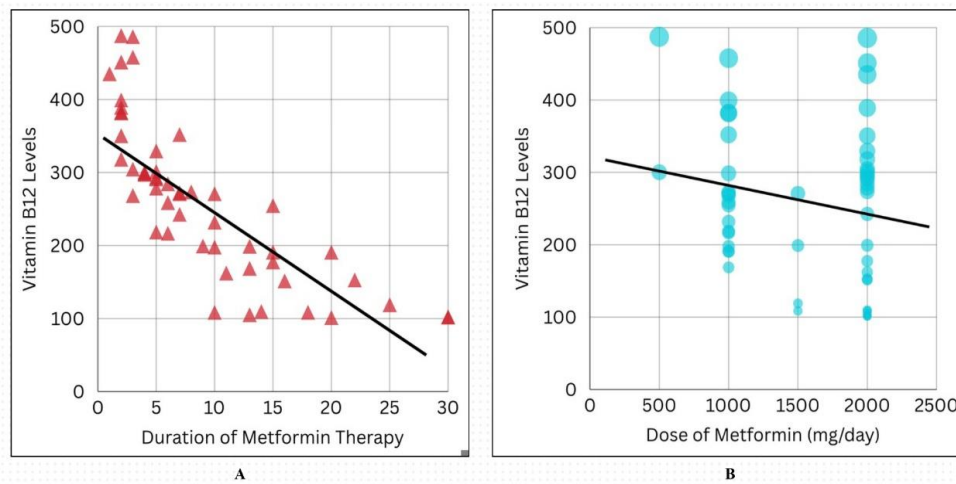 500
400
300
200
100
0
Vitamin B12 Levels
0 5 10 15 20 25 30
Duration of Metformin Therapy
A
500
400
300
200
100
0
Vitamin B12 Levels
0 500 1000 1500 2000 2500
Dose of Metformin (mg/day)
B